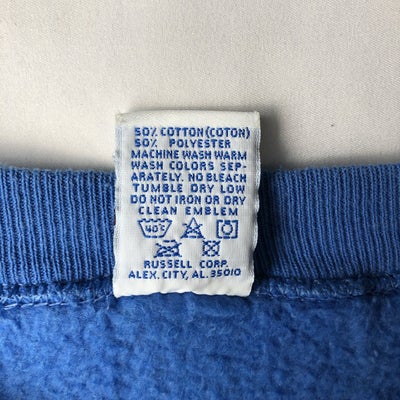 50% COTTON (COTON)
50% POLYESTER
MACHINE WASH WARM
WASH COLORS SEP-
ARATELY. NO BLEACH
TUMBLE DRY LOW
DO NOT IRON OR DRY
CLEAN EMBLEM
40°C
RUSSELL CORP.
ALEX. CITY, AL. 35010